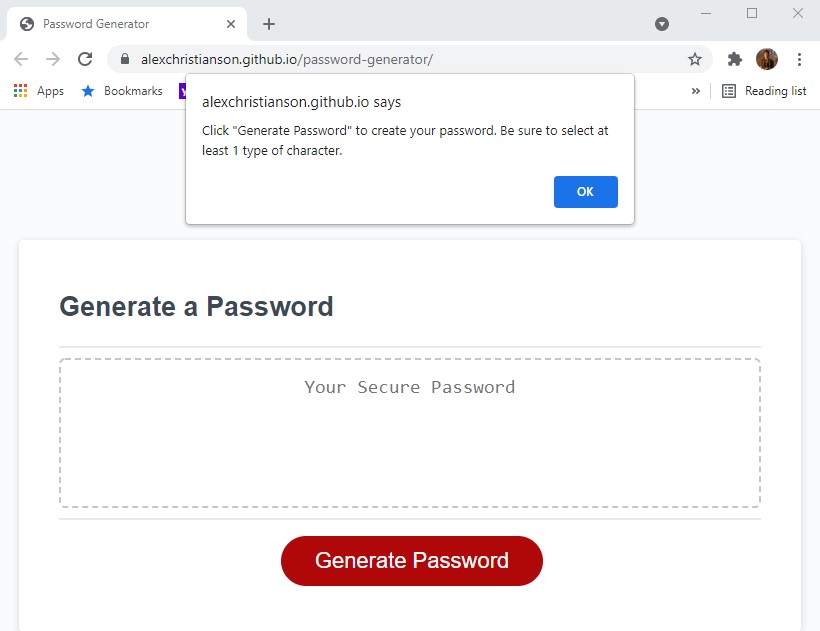 Password Generator
alexchristianson.github.io/password-generator/
Apps
Bookmarks
»
Reading list
alexchristianson.github.io says
Click "Generate Password" to create your password. Be sure to select at
least 1 type of character.
OK
Generate a Password
Your Secure Password
Generate Password